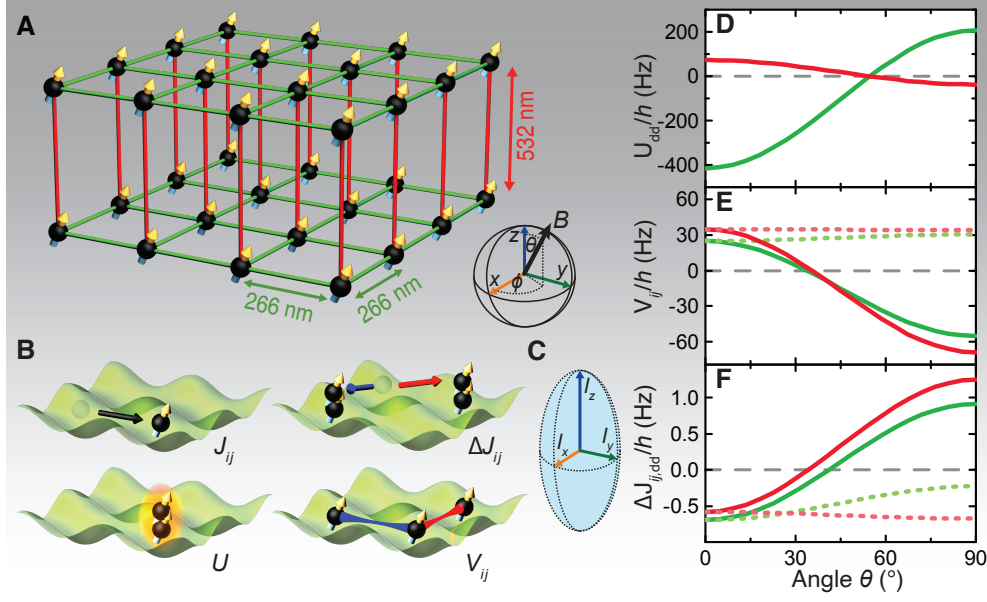 A
532 nm
266 nm
266 nm
z
θ
B
x
ϕ
y
B
J_ij
ΔJ_ij
U
V_ij
C
l_z
l_x
l_y
D
U_dd/h (Hz)
200
0
-200
-400
E
V_ij/h (Hz)
60
30
0
-30
-60
F
ΔJ_ij,dd/h (Hz)
1.0
0.5
0.0
-0.5
0
30
60
90
Angle θ (°)